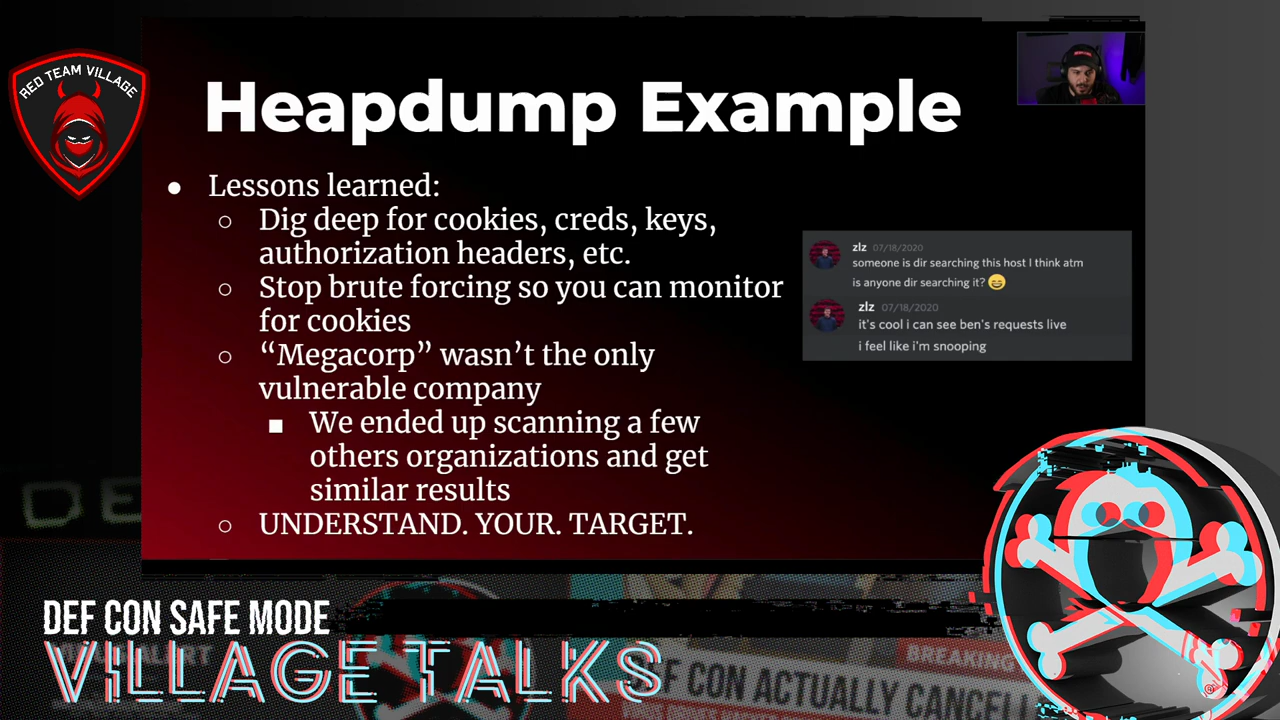 RED TEAM VILLAGE
Heapdump Example
● Lessons learned:
○ Dig deep for cookies, creds, keys,
authorization headers, etc.
○ Stop brute forcing so you can monitor
for cookies
○ “Megacorp” wasn’t the only
vulnerable company
■ We ended up scanning a few
others organizations and get
similar results
○ UNDERSTAND. YOUR. TARGET.
zlz 07/18/2020
someone is dir searching this host I think atm
is anyone dir searching it? 😄
zlz 07/18/2020
it's cool i can see ben's requests live
i feel like i'm snooping
DEF CON SAFE MODE
VILLAGE TALKS
BREAKING
DEF CON ACTUALLY